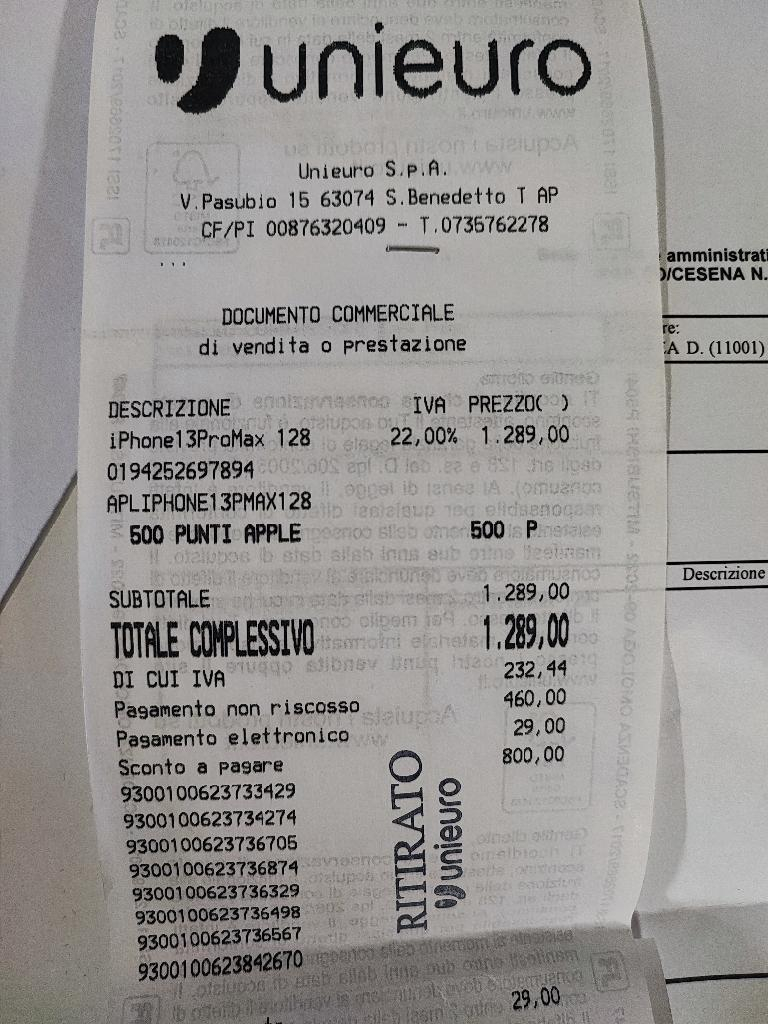 unieuro
Unieuro S.p.A.
V.Pasubio 15 63074 S.Benedetto T AP
CF/PI 00876320409 - T.0735762278
...
DOCUMENTO COMMERCIALE
di vendita o prestazione
DESCRIZIONE IVA PREZZO( )
iPhone13ProMax 128 22,00% 1.289,00
0194252697894
APLIPHONE13PMAX128
500 PUNTI APPLE 500 P
SUBTOTALE 1.289,00
TOTALE COMPLESSIVO 1.289,00
DI CUI IVA 232,44
Pagamento non riscosso 460,00
Pagamento elettronico 29,00
Sconto a pagare 800,00
9300100623733429
9300100623734274
9300100623736705
9300100623736874
9300100623736329
9300100623736498
9300100623736567
9300100623842670
29,00
RITIRATO
unieuro
amministrati
O/CESENA N.
re:
A D. (11001)
Descrizione